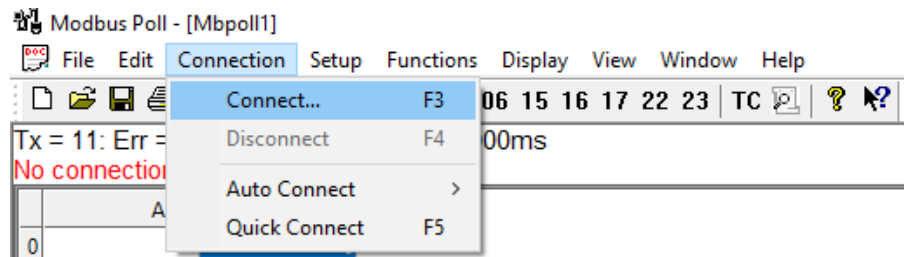 Modbus Poll - [Mbpoll1]
File Edit Connection Setup Functions Display View Window Help
Connect... F3 06 15 16 17 22 23 TC
Tx = 11: Err = Disconnect F4 00ms
No connection
Auto Connect >
A
Quick Connect F5
0